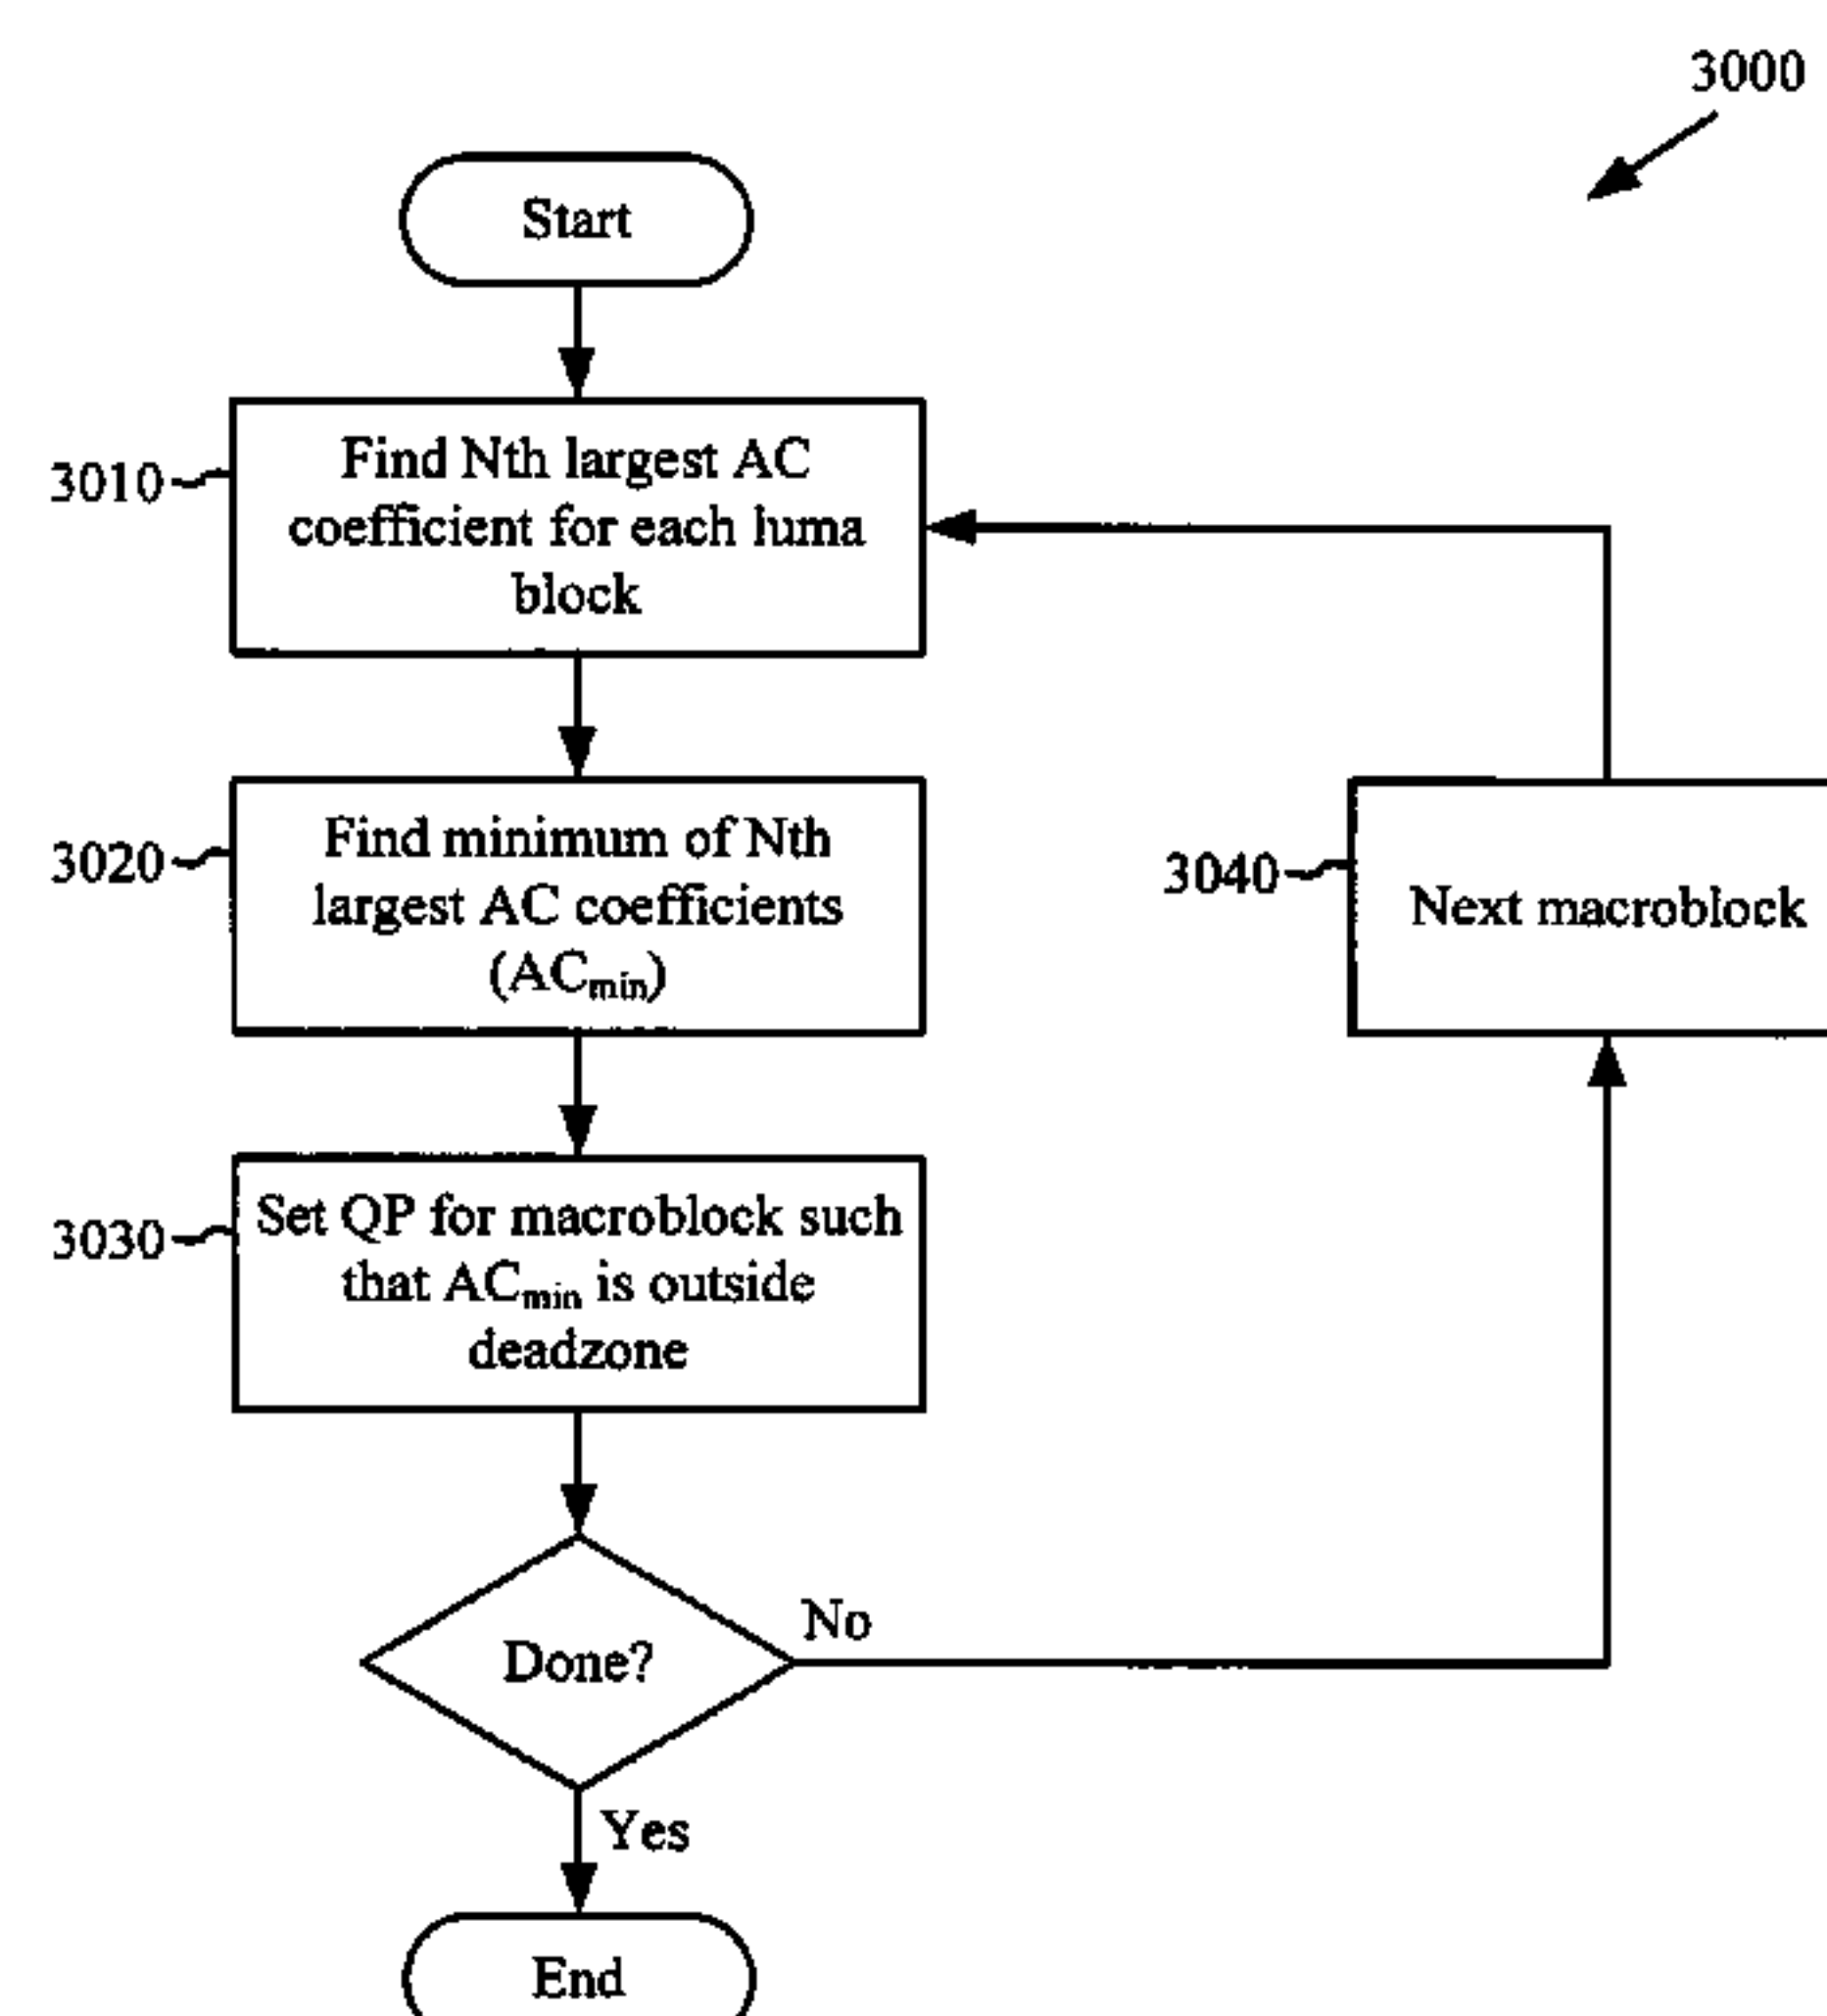 3000
Start
3010
Find Nth largest AC
coefficient for each luma
block
3020
Find minimum of Nth
largest AC coefficients
(ACmin)
3040
Next macroblock
3030
Set QP for macroblock such
that ACmin is outside
deadzone
Done?
No
Yes
End